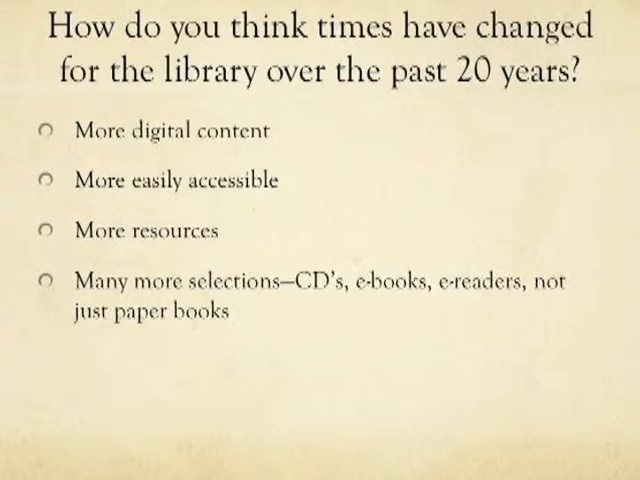 How do you think times have changed
for the library over the past 20 years?
More digital content
More easily accessible
More resources
Many more selections—CD's, e-books, e-readers, not
just paper books